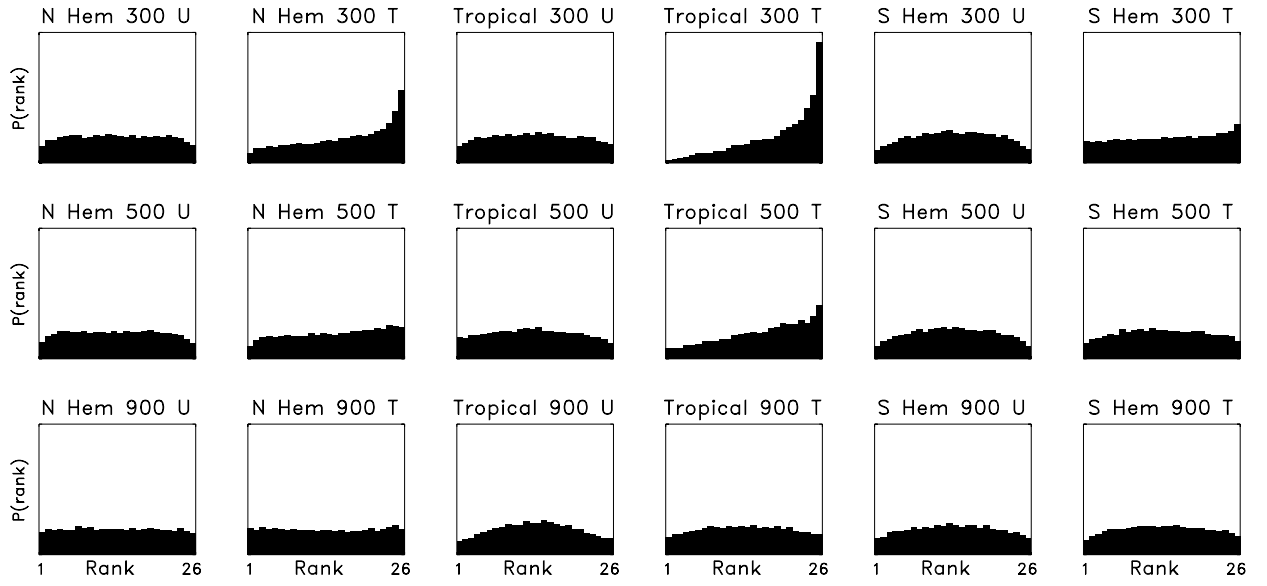 N Hem 300 U N Hem 300 T Tropical 300 U Tropical 300 T S Hem 300 U S Hem 300 T
P(rank)
N Hem 500 U N Hem 500 T Tropical 500 U Tropical 500 T S Hem 500 U S Hem 500 T
P(rank)
N Hem 900 U N Hem 900 T Tropical 900 U Tropical 900 T S Hem 900 U S Hem 900 T
P(rank)
1 Rank 26 1 Rank 26 1 Rank 26 1 Rank 26 1 Rank 26 1 Rank 26